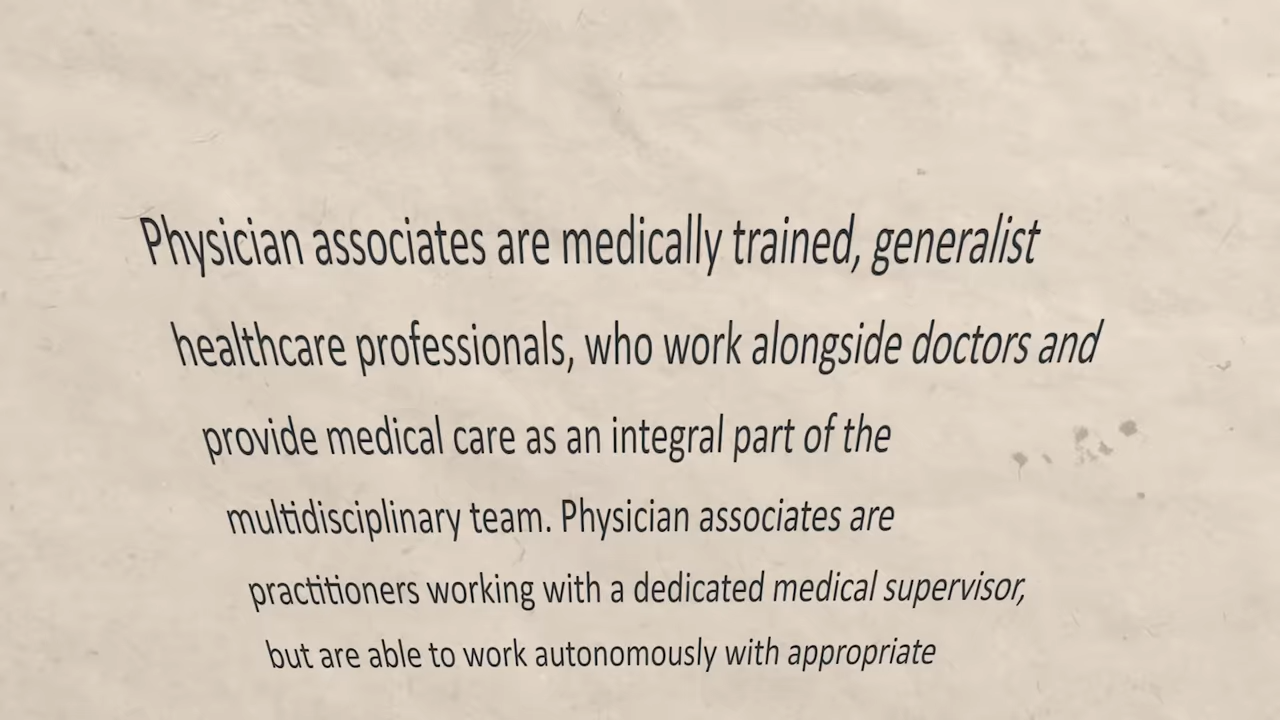 Physician associates are medically trained, generalist
healthcare professionals, who work alongside doctors and
provide medical care as an integral part of the
multidisciplinary team. Physician associates are
practitioners working with a dedicated medical supervisor,
but are able to work autonomously with appropriate